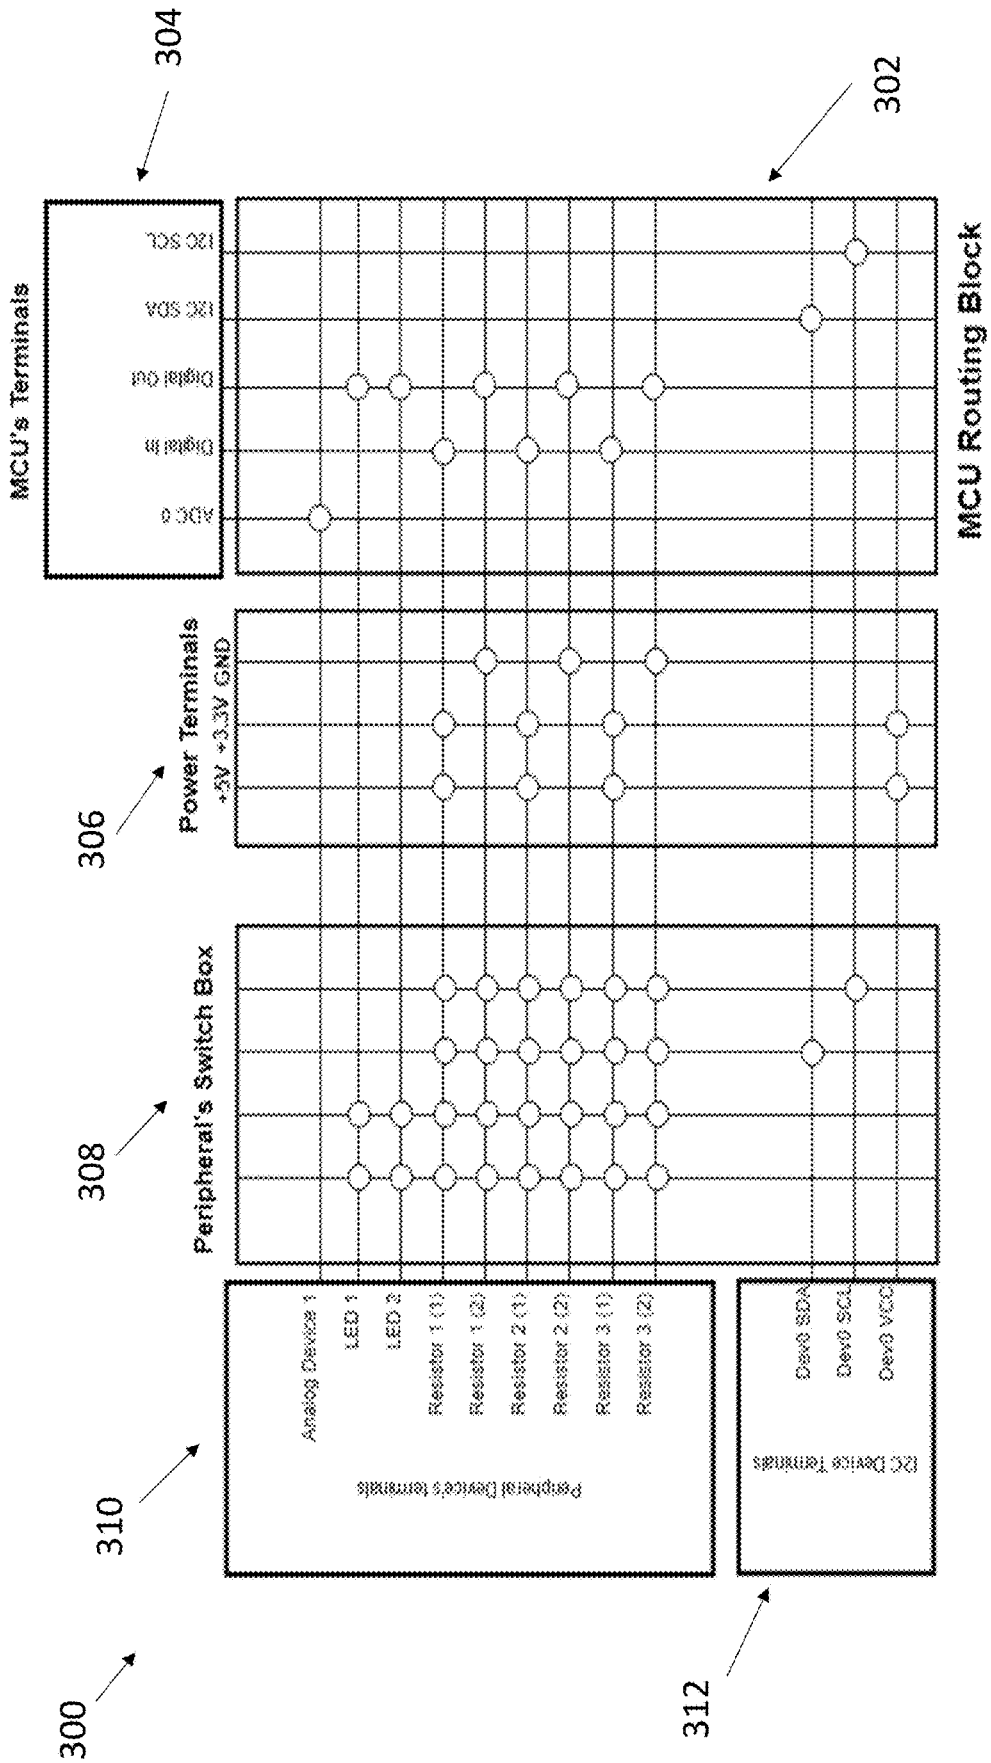 300
310
312
308
306
304
302
Peripheral Device's terminals
Analog Device 1
LED 1
LED 2
Resistor 1 (1)
Resistor 1 (2)
Resistor 2 (1)
Resistor 2 (2)
Resistor 3 (1)
Resistor 3 (2)
I2C Device Terminals
Dev0 SDA
Dev0 SCL
Dev0 VCC
Peripheral's Switch Box
Power Terminals
+5V +3.3V GND
MCU's Terminals
ADC 0
Digital In
Digital Out
I2C SDA
I2C SCL
MCU Routing Block